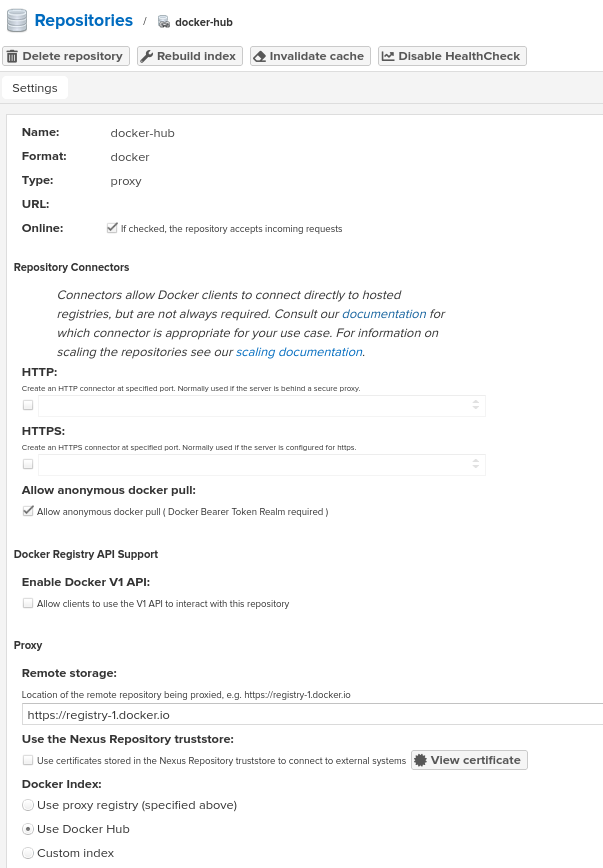 Repositories / docker-hub
Delete repository Rebuild index Invalidate cache Disable HealthCheck
Settings
Name: docker-hub
Format: docker
Type: proxy
URL:
Online: If checked, the repository accepts incoming requests
Repository Connectors
Connectors allow Docker clients to connect directly to hosted
registries, but are not always required. Consult our documentation for
which connector is appropriate for your use case. For information on
scaling the repositories see our scaling documentation.
HTTP:
Create an HTTP connector at specified port. Normally used if the server is behind a secure proxy.
HTTPS:
Create an HTTPS connector at specified port. Normally used if the server is configured for https.
Allow anonymous docker pull:
Allow anonymous docker pull ( Docker Bearer Token Realm required )
Docker Registry API Support
Enable Docker V1 API:
Allow clients to use the V1 API to interact with this repository
Proxy
Remote storage:
Location of the remote repository being proxied, e.g. https://registry-1.docker.io
https://registry-1.docker.io
Use the Nexus Repository truststore:
Use certificates stored in the Nexus Repository truststore to connect to external systems View certificate
Docker Index:
Use proxy registry (specified above)
Use Docker Hub
Custom index